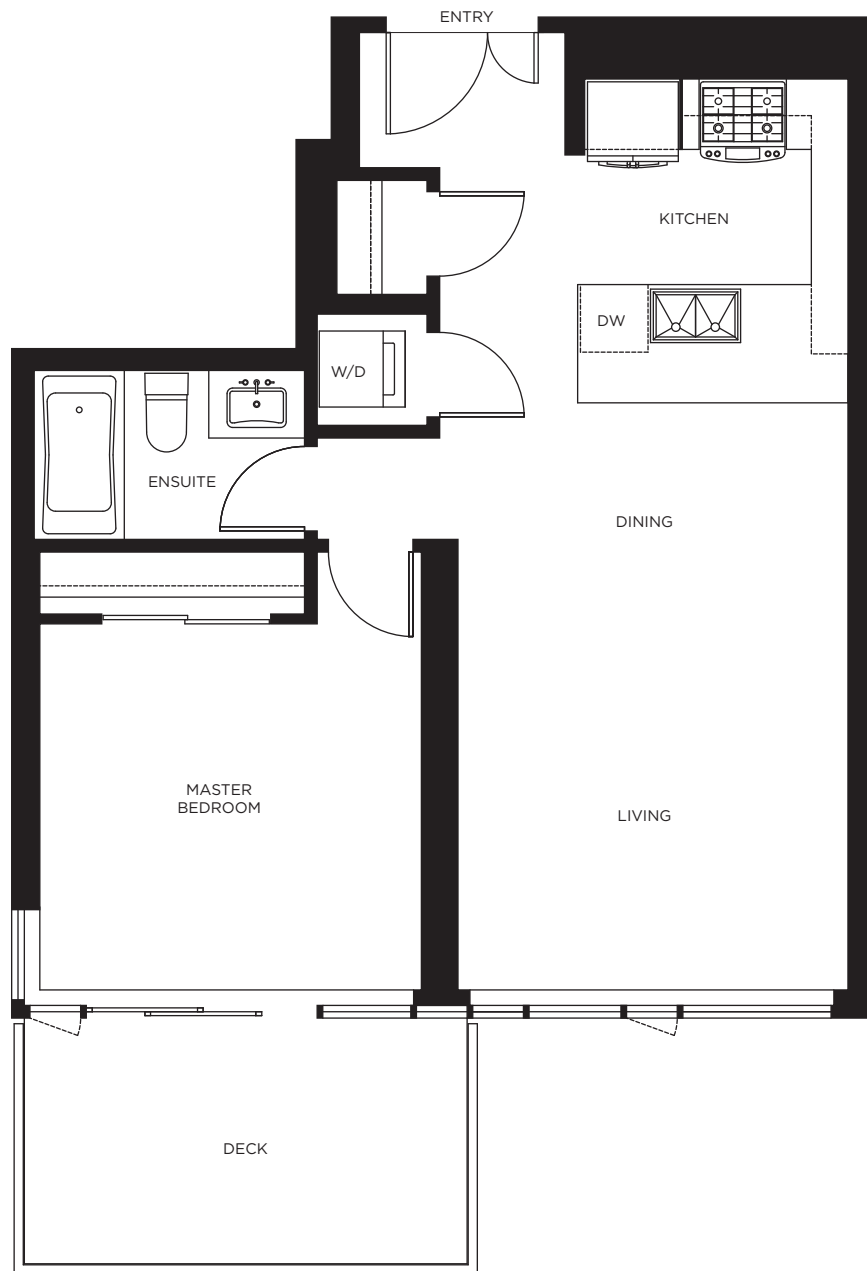 ENTRY
KITCHEN
DW
W/D
ENSUITE
DINING
MASTER
BEDROOM
LIVING
DECK